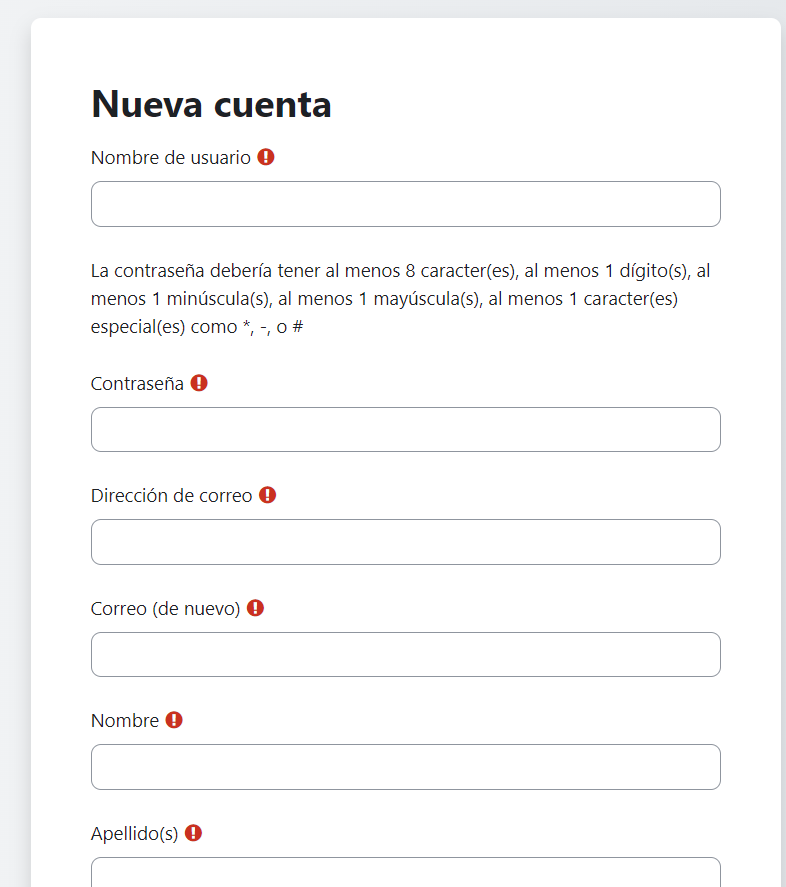 Nueva cuenta
Nombre de usuario
La contraseña debería tener al menos 8 caracter(es), al menos 1 dígito(s), al
menos 1 minúscula(s), al menos 1 mayúscula(s), al menos 1 caracter(es)
especial(es) como *, -, o #
Contraseña
Dirección de correo
Correo (de nuevo)
Nombre
Apellido(s)